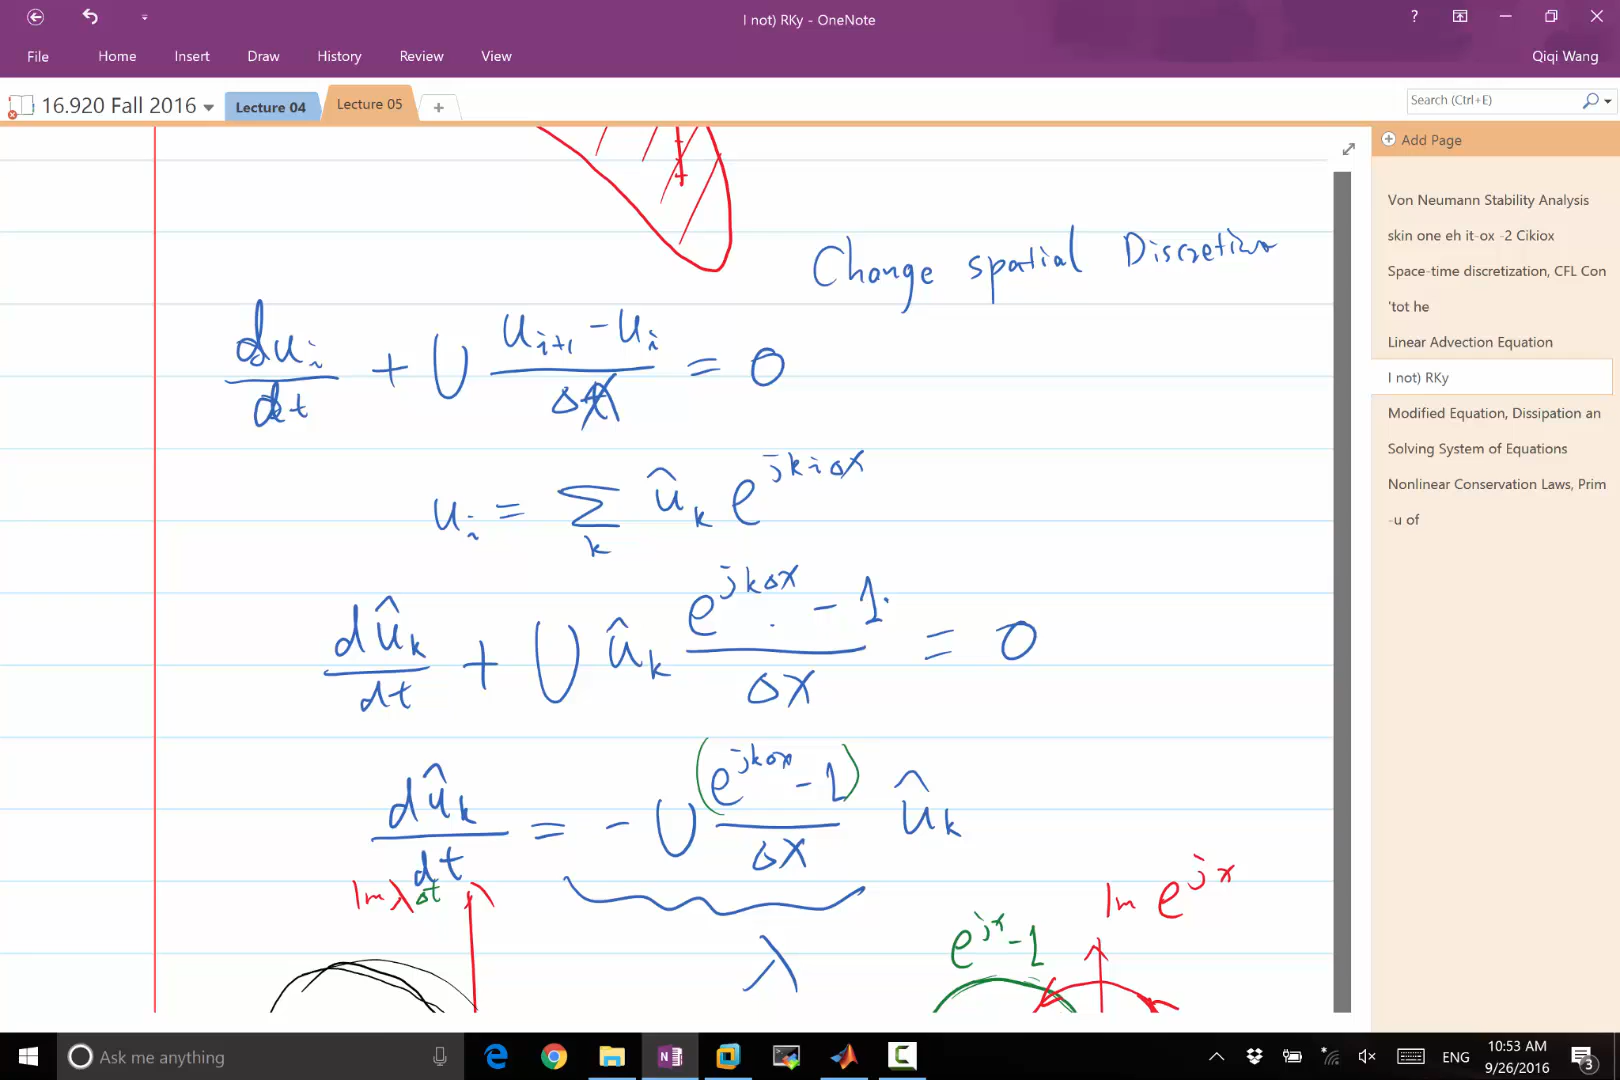 I not) RKy - OneNote
?
File Home Insert Draw History Review View
Qiqi Wang
16.920 Fall 2016
Lecture 04
Lecture 05
+
Search (Ctrl+E)
Add Page
Von Neumann Stability Analysis
skin one eh it-ox -2 Cikiox
Space-time discretization, CFL Con
'tot he
Linear Advection Equation
I not) RKy
Modified Equation, Dissipation an
Solving System of Equations
Nonlinear Conservation Laws, Prim
-u of
Change spatial
du_i/dt + U (u_{i+1} - u_i)/Δx = 0
u_i = Σ_k û_k e^{jkiΔx}
dû_k/dt + U û_k (e^{jkΔx} - 1)/Δx = 0
dû_k/dt = -U (e^{jkΔx} - 1)/Δx û_k
Im λΔt
λ
e^{jx} - 1
Im e^{jx}
Ask me anything
ENG
10:53 AM
9/26/2016
3